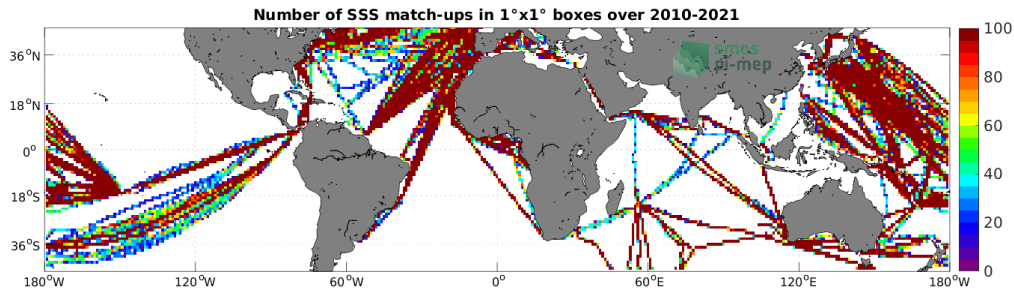 Number of SSS match-ups in 1°x1° boxes over 2010-2021
smos
pi-mep
36°N
18°N
0°
18°S
36°S
180°W
120°W
60°W
0°
60°E
120°E
180°W
100
80
60
40
20
0